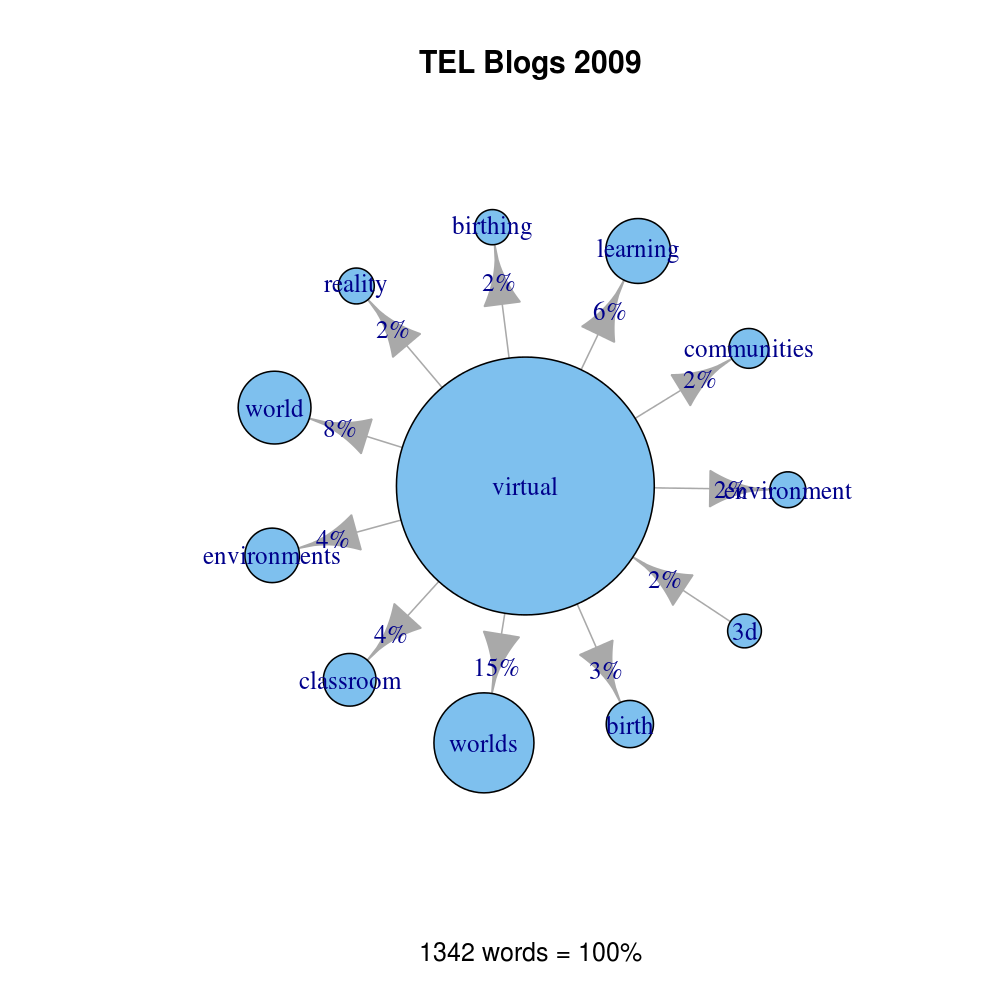 TEL Blogs 2009
birthing
learning
reality
2%
6%
2%
communities
2%
world
8%
virtual
2%
environment
4%
environments
2%
3d
4%
classroom
15%
3%
worlds
birth
1342 words = 100%